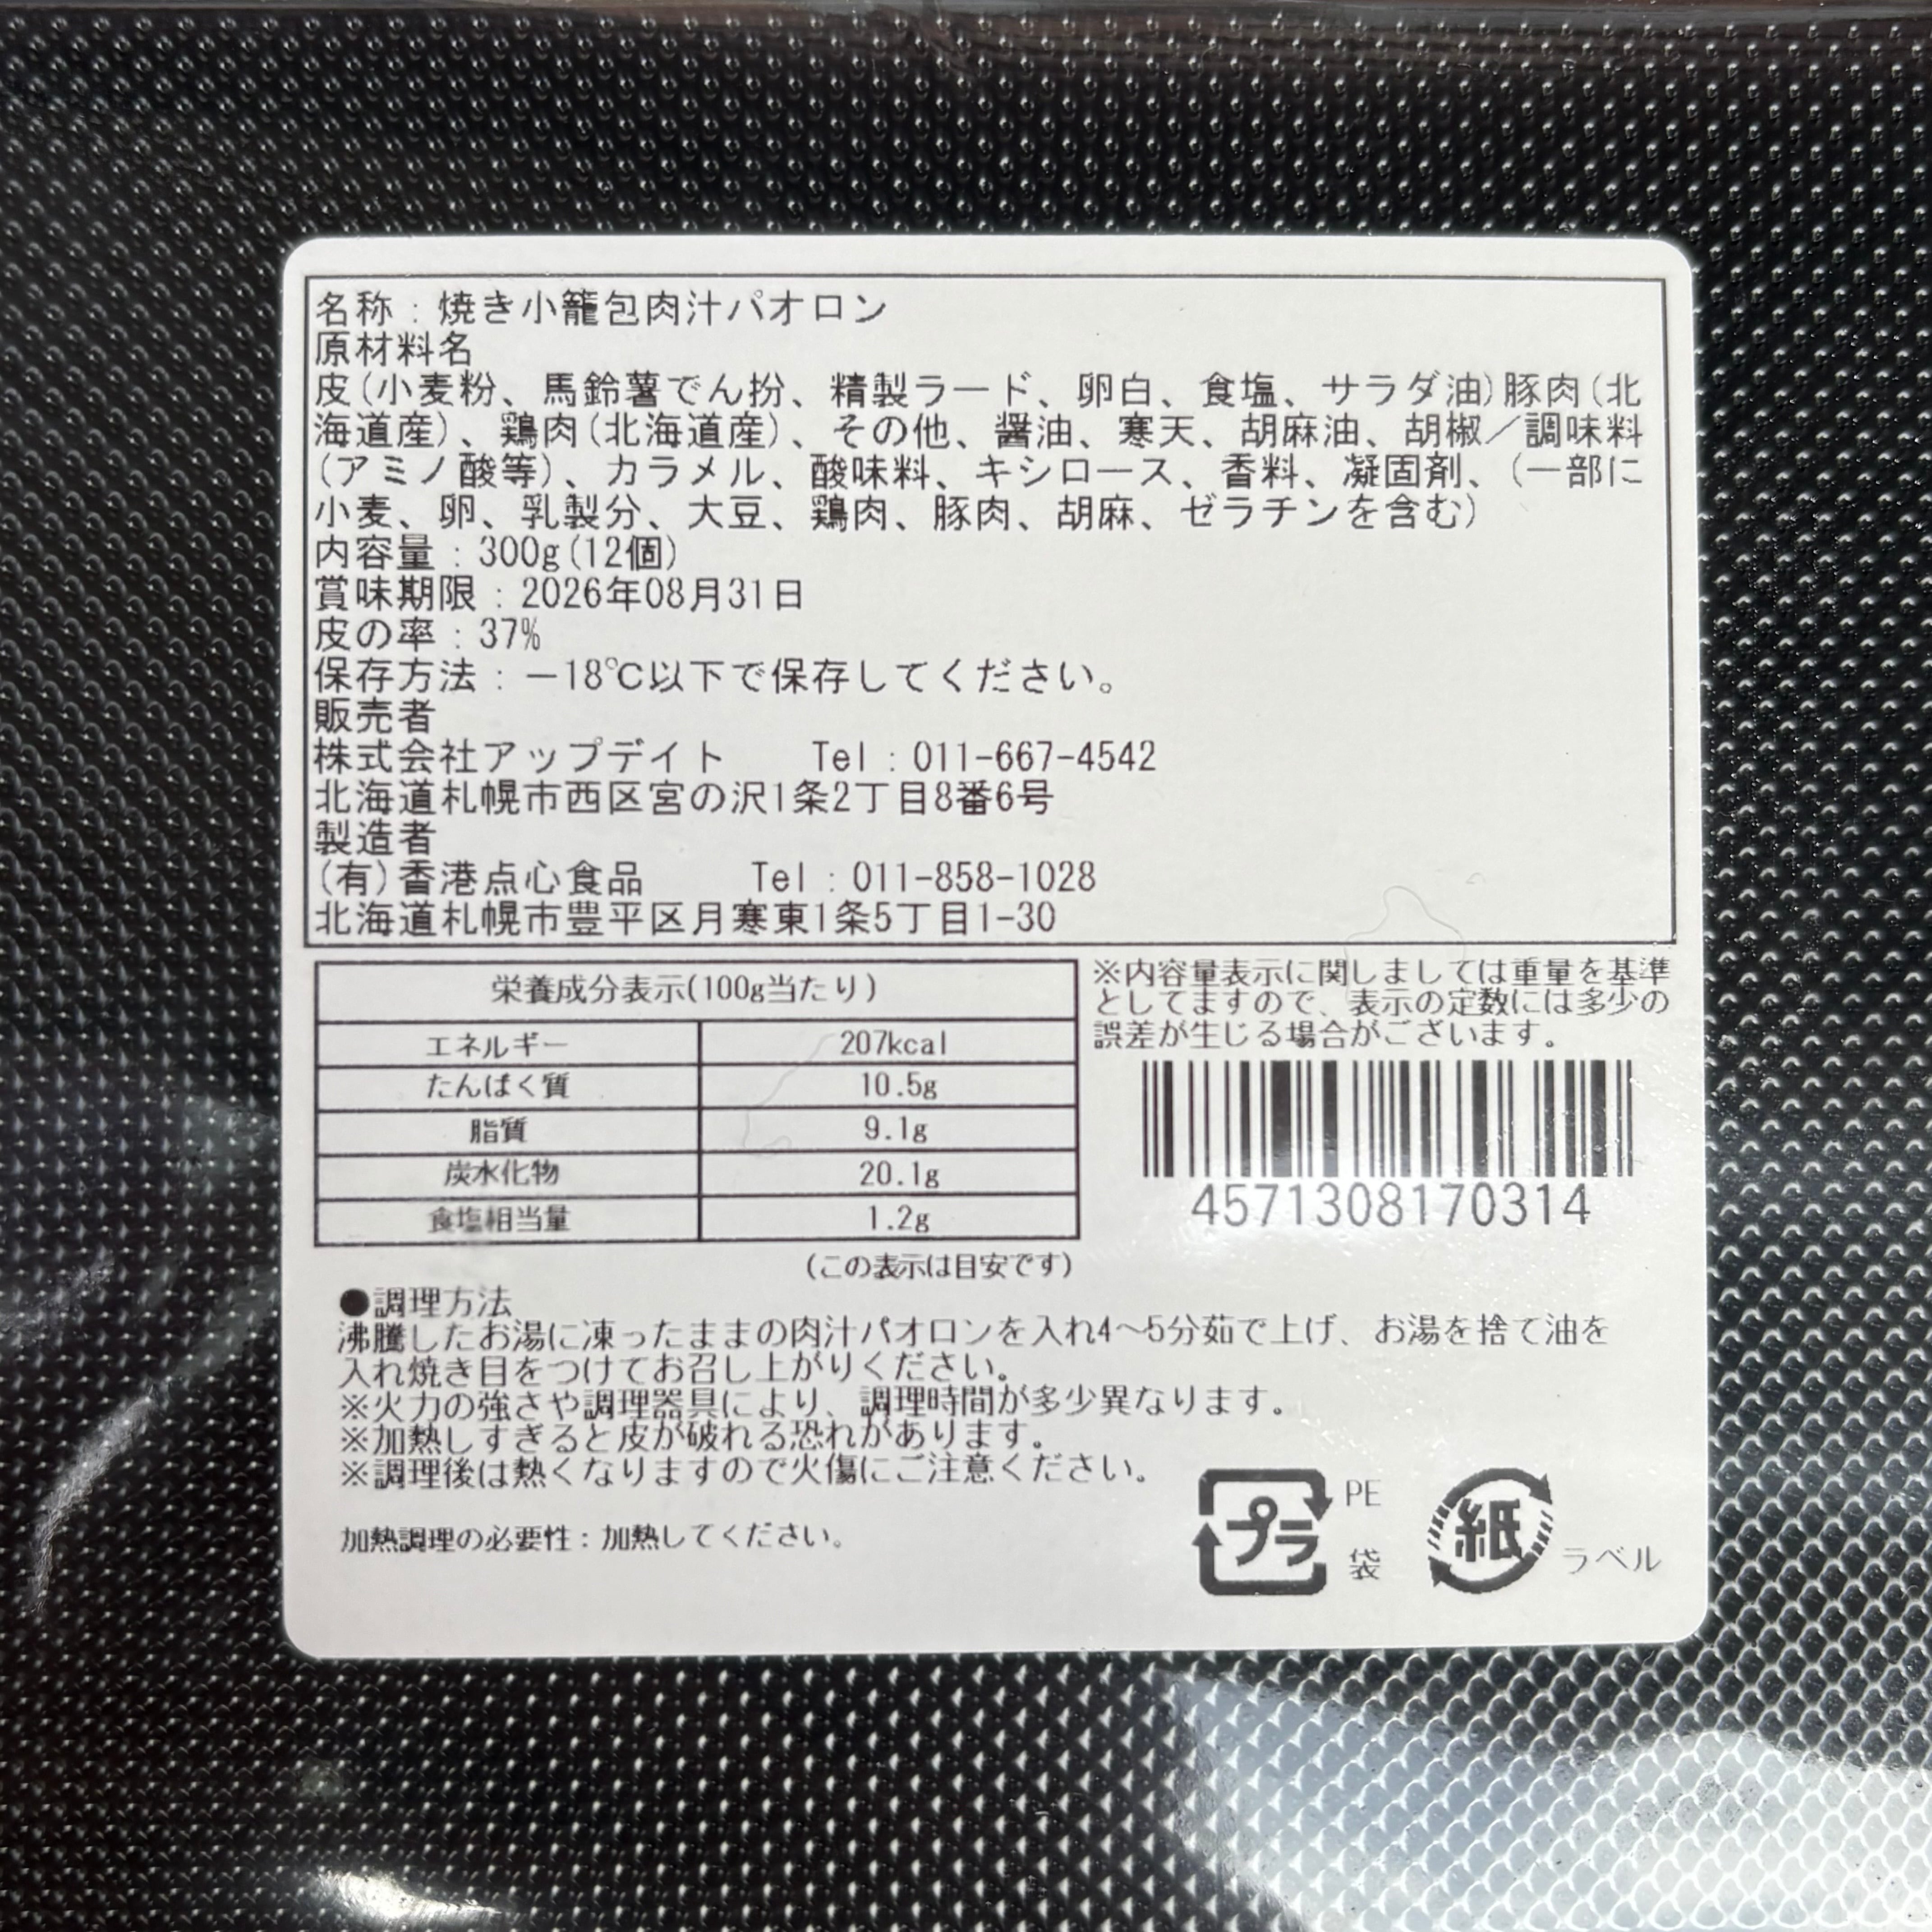 名称：焼き小籠包肉汁パオロン
原材料名
皮(小麦粉、馬鈴薯でん扮、精製ラード、卵白、食塩、サラダ油)豚肉(北
海道産)、鶏肉(北海道産)、その他、醤油、寒天、胡麻油、胡椒／調味料
(アミノ酸等)、カラメル、酸味料、キシロース、香料、凝固剤、(一部に
小麦、卵、乳製分、大豆、鶏肉、豚肉、胡麻、ゼラチンを含む)
内容量：300g(12個)
賞味期限：2026年08月31日
皮の率：37%
保存方法：－18℃以下で保存してください。
販売者
株式会社アップデイト Tel：011-667-4542
北海道札幌市西区宮の沢1条2丁目8番6号
製造者
(有)香港点心食品 Tel：011-858-1028
北海道札幌市豊平区月寒東1条5丁目1-30
栄養成分表示(100g当たり)
エネルギー 207kcal
たんぱく質 10.5g
脂質 9.1g
炭水化物 20.1g
食塩相当量 1.2g
(この表示は目安です)
※内容量表示に関しましては重量を基準
としてますので、表示の定数には多少の
誤差が生じる場合がございます。
4571308170314
●調理方法
沸騰したお湯に凍ったままの肉汁パオロンを入れ4～5分茹で上げ、お湯を捨て油を
入れ焼き目をつけてお召し上がりください。
※火力の強さや調理器具により、調理時間が多少異なります。
※加熱しすぎると皮が破れる恐れがあります。
※調理後は熱くなりますので火傷にご注意ください。
加熱調理の必要性：加熱してください。
プラ PE
袋
紙 ラベル